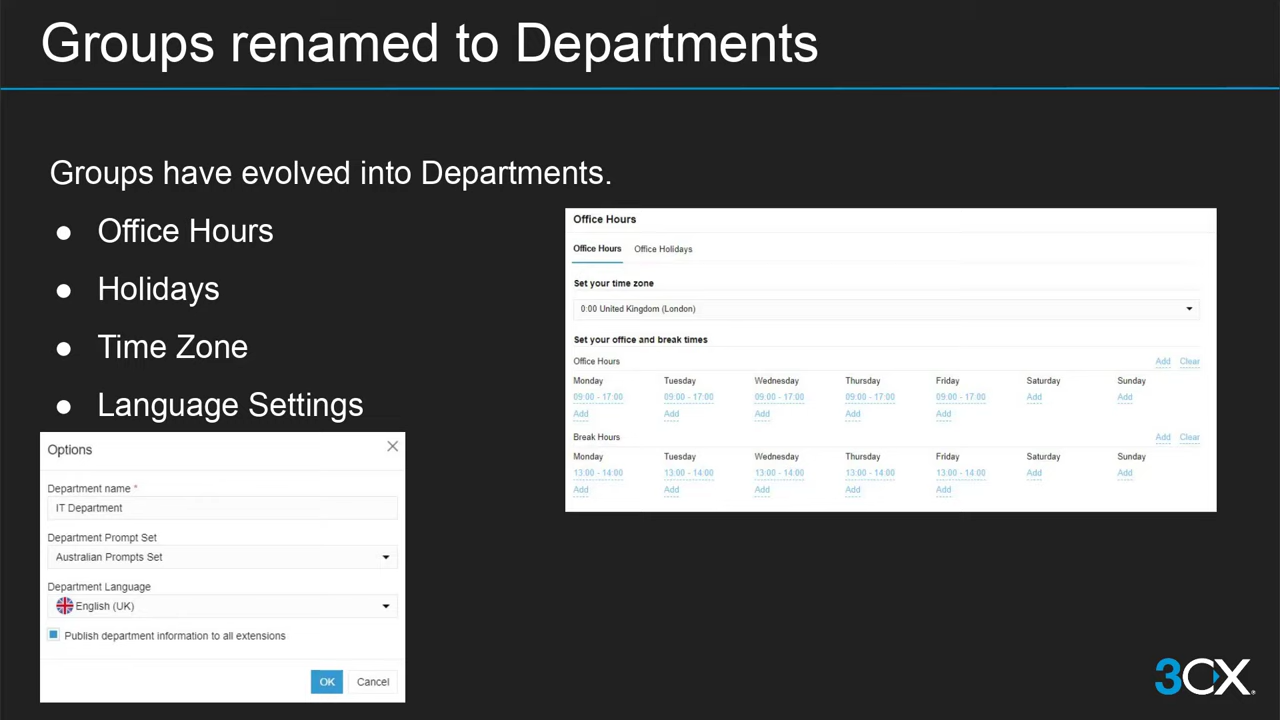 Groups renamed to Departments
Groups have evolved into Departments.
● Office Hours
● Holidays
● Time Zone
● Language Settings
Office Hours
Office Hours Office Holidays
Set your time zone
0:00 United Kingdom (London)
Set your office and break times
Office Hours Add Clear
Monday Tuesday Wednesday Thursday Friday Saturday Sunday
09:00 - 17:00 09:00 - 17:00 09:00 - 17:00 09:00 - 17:00 09:00 - 17:00 Add Add
Add Add Add Add Add
Break Hours Add Clear
Monday Tuesday Wednesday Thursday Friday Saturday Sunday
13:00 - 14:00 13:00 - 14:00 13:00 - 14:00 13:00 - 14:00 13:00 - 14:00 Add Add
Add Add Add Add Add
Options
Department name *
IT Department
Department Prompt Set
Australian Prompts Set
Department Language
English (UK)
Publish department information to all extensions
OK Cancel
3CX